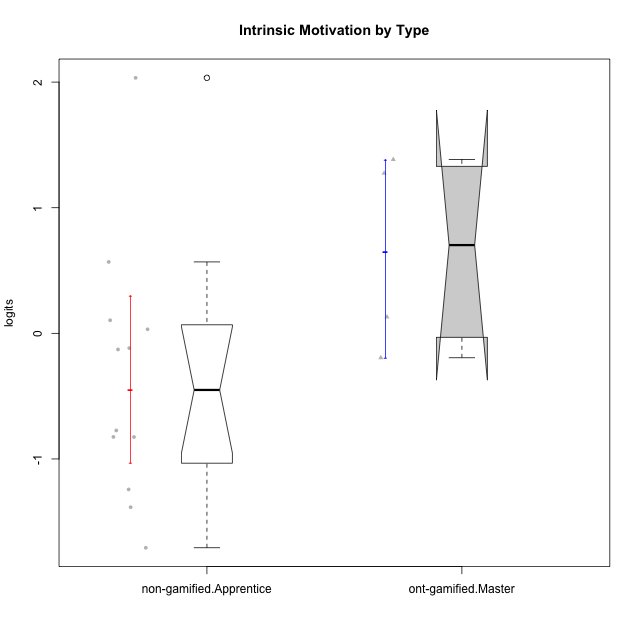 Intrinsic Motivation by Type
2
1
0
-1
logits
non-gamified.Apprentice
ont-gamified.Master